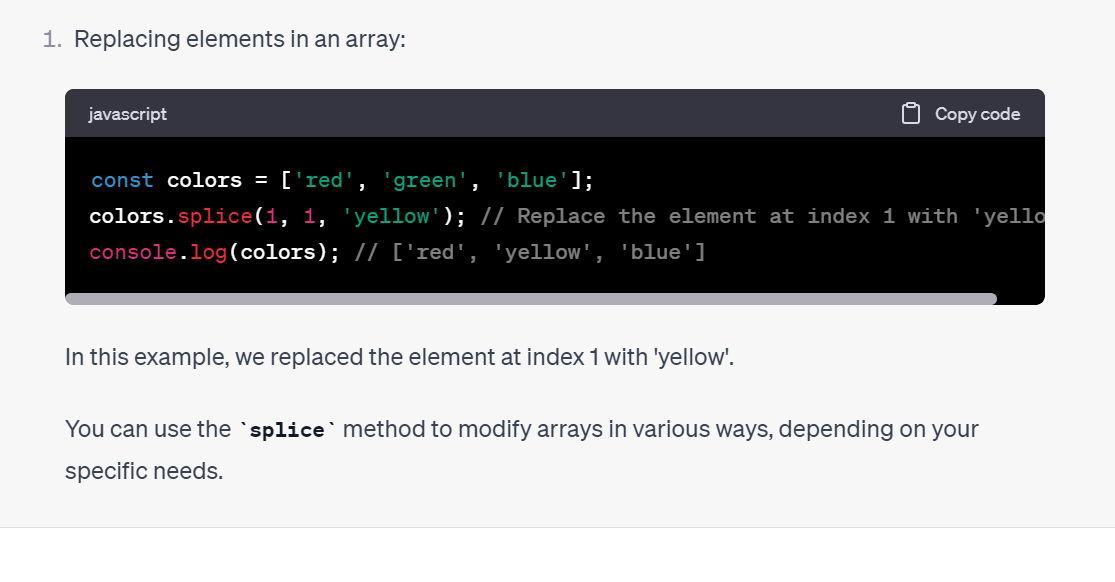 1. Replacing elements in an array:
javascript
Copy code
const colors = ['red', 'green', 'blue'];
colors.splice(1, 1, 'yellow'); // Replace the element at index 1 with 'yello
console.log(colors); // ['red', 'yellow', 'blue']
In this example, we replaced the element at index 1 with 'yellow'.
You can use the `splice` method to modify arrays in various ways, depending on your
specific needs.